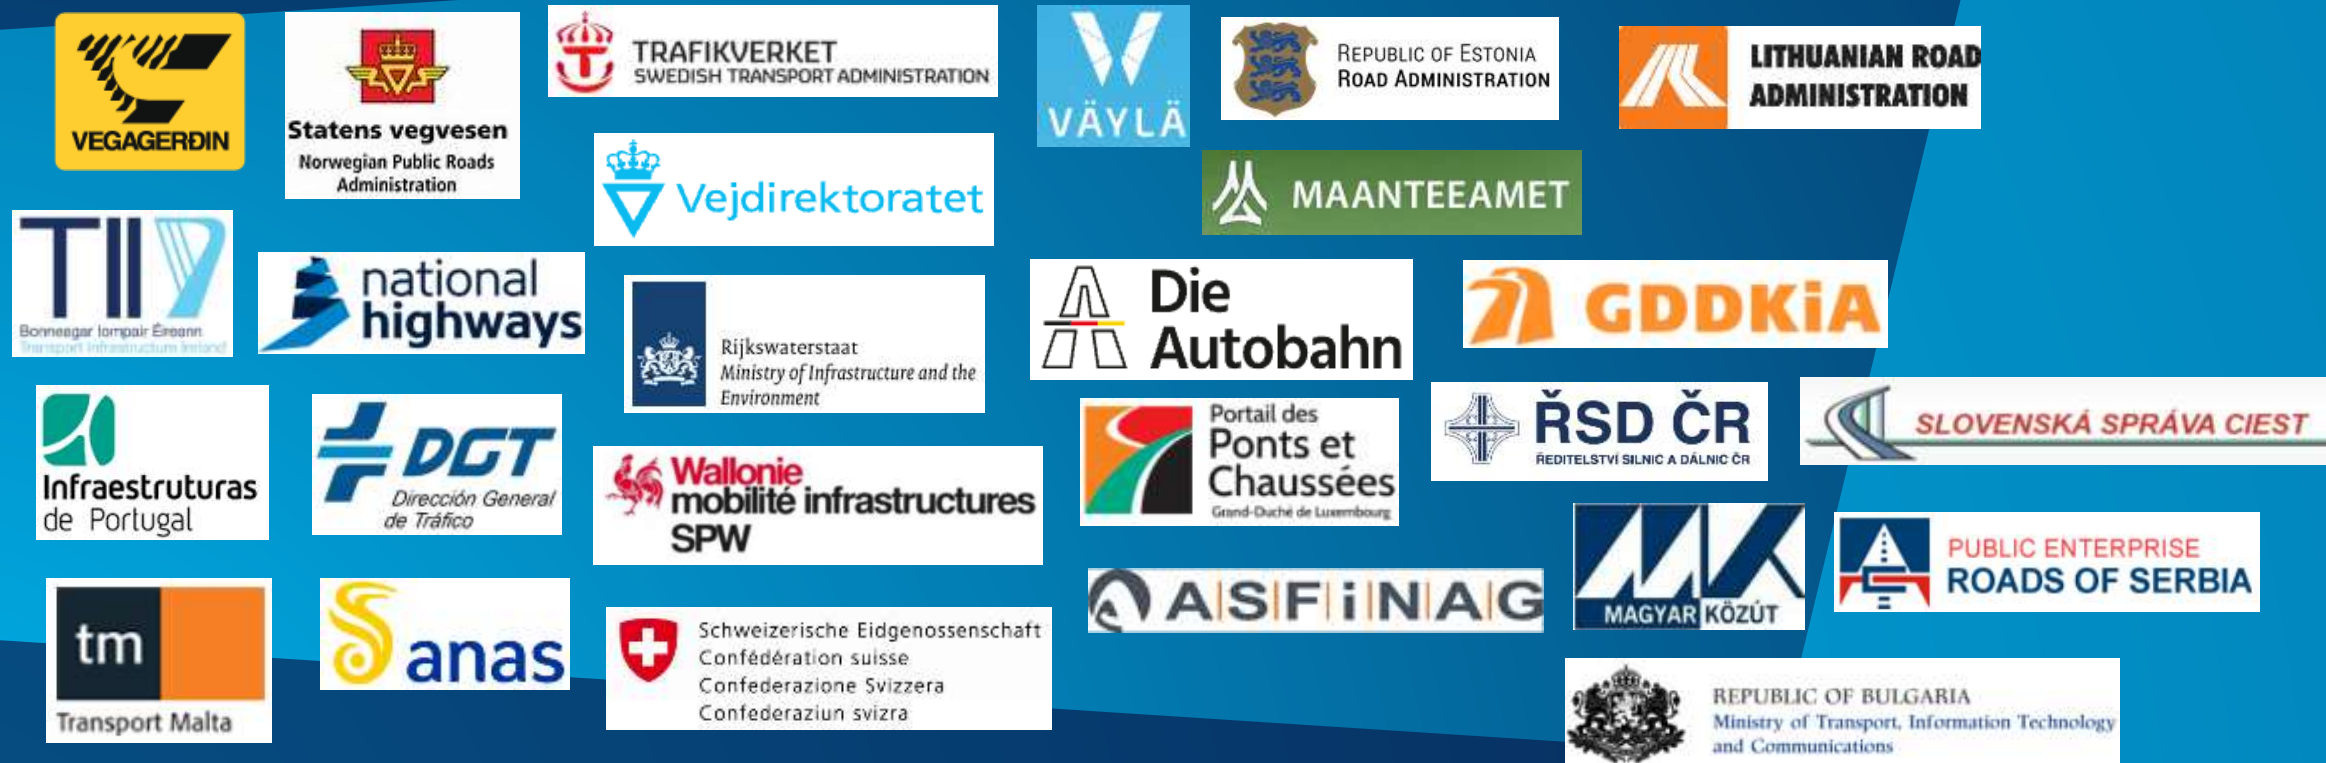 VEGAGERÐIN
Statens vegvesen
Norwegian Public Roads
Administration
TRAFIKVERKET
SWEDISH TRANSPORT ADMINISTRATION
VÄYLÄ
REPUBLIC OF ESTONIA
ROAD ADMINISTRATION
LITHUANIAN ROAD
ADMINISTRATION
Vejdirektoratet
MAANTEEAMET
TII
Bonneagar Iompair Éireann
Transport Infrastructure Ireland
national
highways
Rijkswaterstaat
Ministry of Infrastructure and the
Environment
Die
Autobahn
GDDKiA
Infraestruturas
de Portugal
DGT
Dirección General
de Tráfico
Wallonie
mobilité infrastructures
SPW
Portail des
Ponts et
Chaussées
Grand-Duché de Luxembourg
ŘSD ČR
ŘEDITELSTVÍ SILNIC A DÁLNIC ČR
SLOVENSKÁ SPRÁVA CIEST
MAGYAR KÖZÚT
PUBLIC ENTERPRISE
ROADS OF SERBIA
tm
Transport Malta
anas
Schweizerische Eidgenossenschaft
Confédération suisse
Confederazione Svizzera
Confederaziun svizra
A|S|F|i|N|A|G
REPUBLIC OF BULGARIA
Ministry of Transport, Information Technology
and Communications